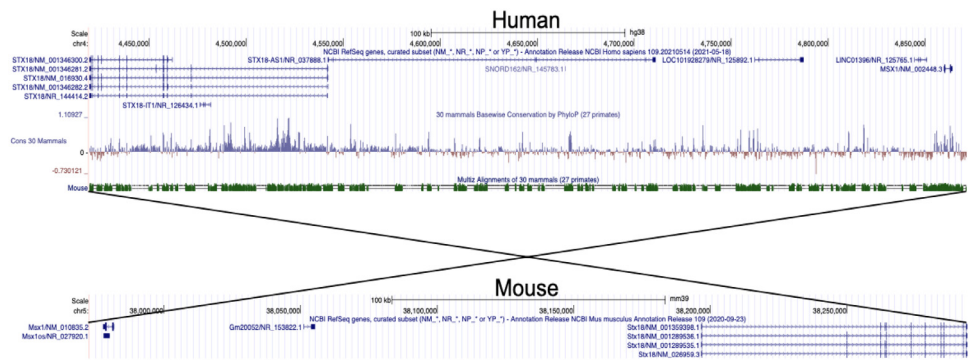 Human
Scale 100 kb hg38
chr4: 4,450,000 4,500,000 4,550,000 4,600,000 4,650,000 4,700,000 4,750,000 4,800,000 4,850,000
NCBI RefSeq genes, curated subset (NM_*, NR_*, NP_* or YP_*) - Annotation Release NCBI Homo sapiens 109.20210514 (2021-05-18)
STX18/NM_001346300.2 STX18-AS1/NR_037888.1 LOC101928279/NR_125892.1 LINC01396/NR_125765.1
STX18/NM_001346281.2 SNORD162/NR_145783.1 MSX1/NM_002448.3
STX18/NM_016930.4
STX18/NM_001346282.2
STX18/NR_144414.2
STX18-IT1/NR_126434.1
1.10927 _ 30 mammals Basewise Conservation by PhyloP (27 primates)
Cons 30 Mammals
0 -
-0.730121 _
Multiz Alignments of 30 mammals (27 primates)
Mouse
Mouse
Scale 100 kb mm39
chr5: 38,000,000 38,050,000 38,100,000 38,150,000 38,200,000 38,250,000
NCBI RefSeq genes, curated subset (NM_*, NR_*, NP_* or YP_*) - Annotation Release NCBI Mus musculus Annotation Release 109 (2020-09-23)
Msx1/NM_010835.2 Gm20052/NR_153822.1 Stx18/NM_001359398.1
Msx1os/NR_027920.1 Stx18/NM_001289536.1
Stx18/NM_001289535.1
Stx18/NM_026959.3